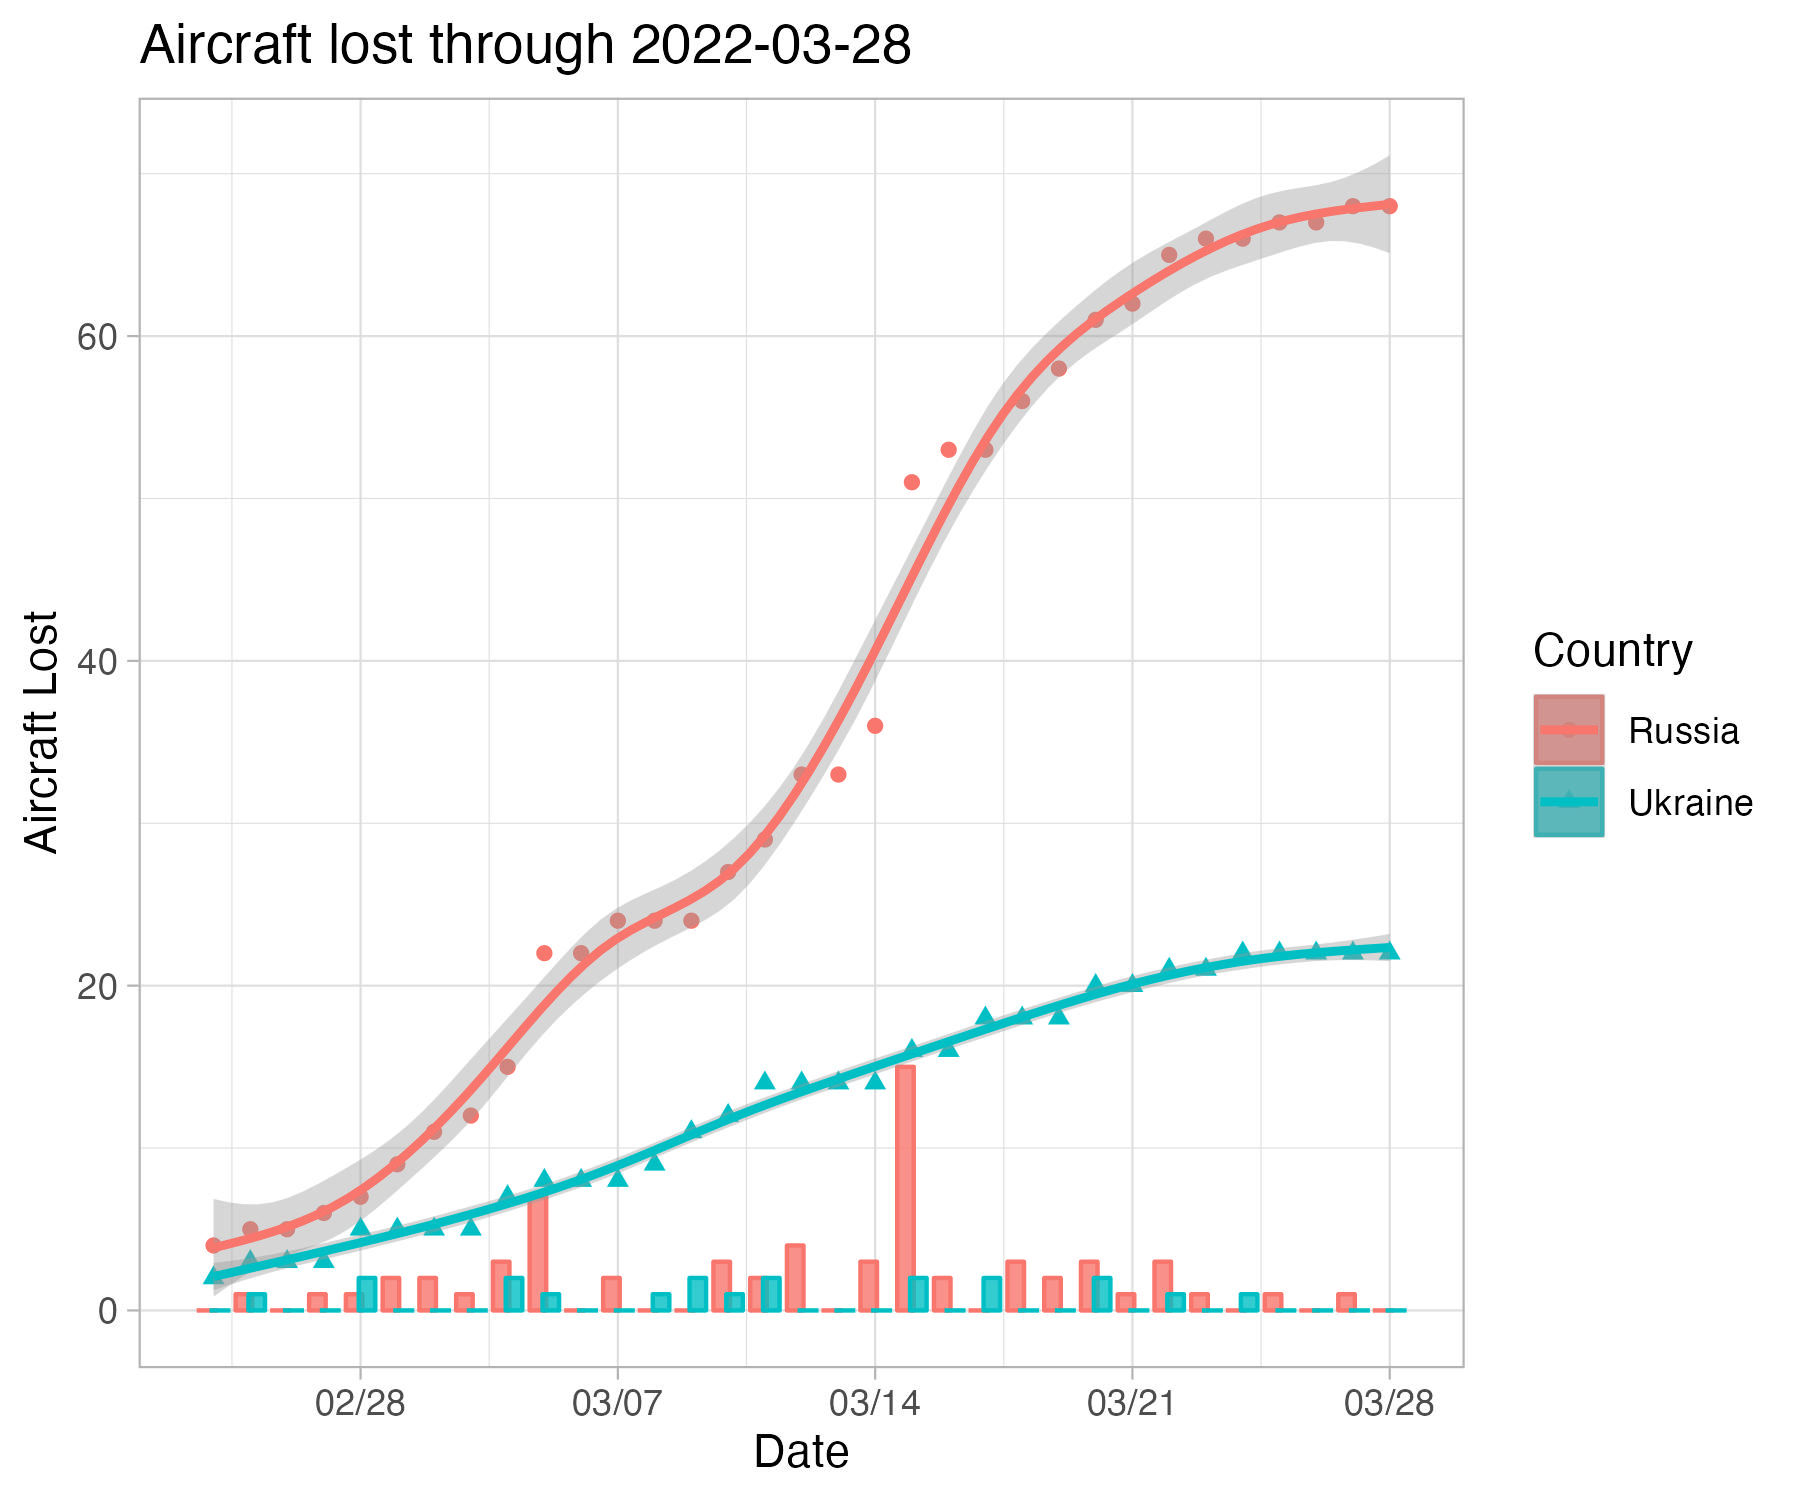 Aircraft lost through 2022-03-28
Aircraft Lost
60
40
20
0
02/28 03/07 03/14 03/21 03/28
Date
Country
Russia
Ukraine